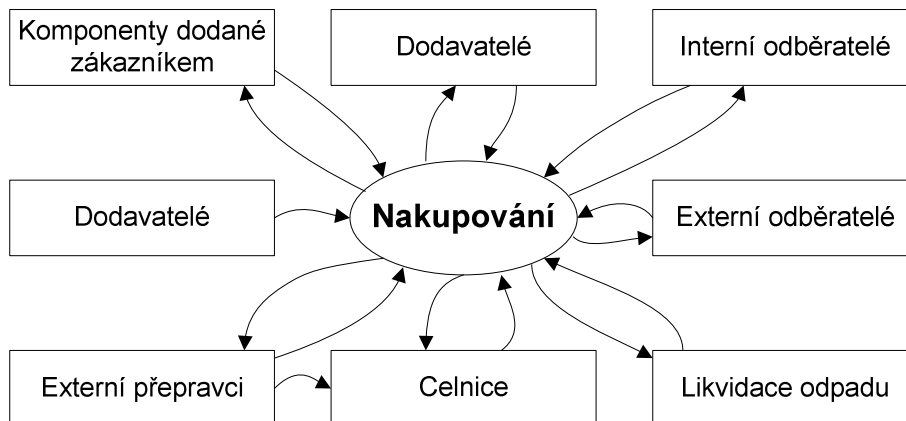 Komponenty dodané
zákazníkem
Dodavatelé
Interní odběratelé
Dodavatelé
Nakupování
Externí odběratelé
Externí přepravci
Celnice
Likvidace odpadu